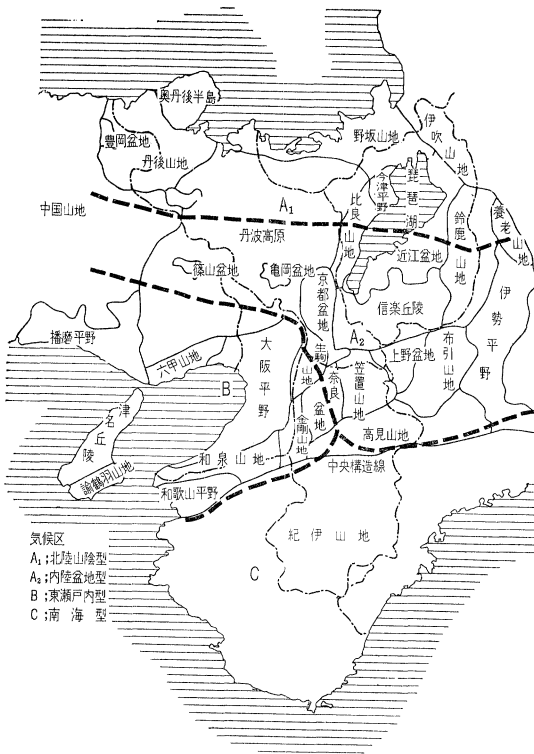 奥丹後半島
豊岡盆地
丹後山地
野坂山地
伊吹山地
今津平野
琵琶湖
比良山地
A₁
中国山地
丹波高原
鈴鹿山地
養老山地
近江盆地
篠山盆地
亀岡盆地
京都盆地
信楽丘陵
伊勢平野
播磨平野
六甲山地
大阪平野
生駒山地
A₂
上野盆地
布引山地
B
奈良盆地
笠置山地
金剛山地
高見山地
津名丘陵
諭鶴羽山地
和泉山地
中央構造線
和歌山平野
紀伊山地
C
気候区
A₁;北陸山陰型
A₂;内陸盆地型
B;東瀬戸内型
C;南海型